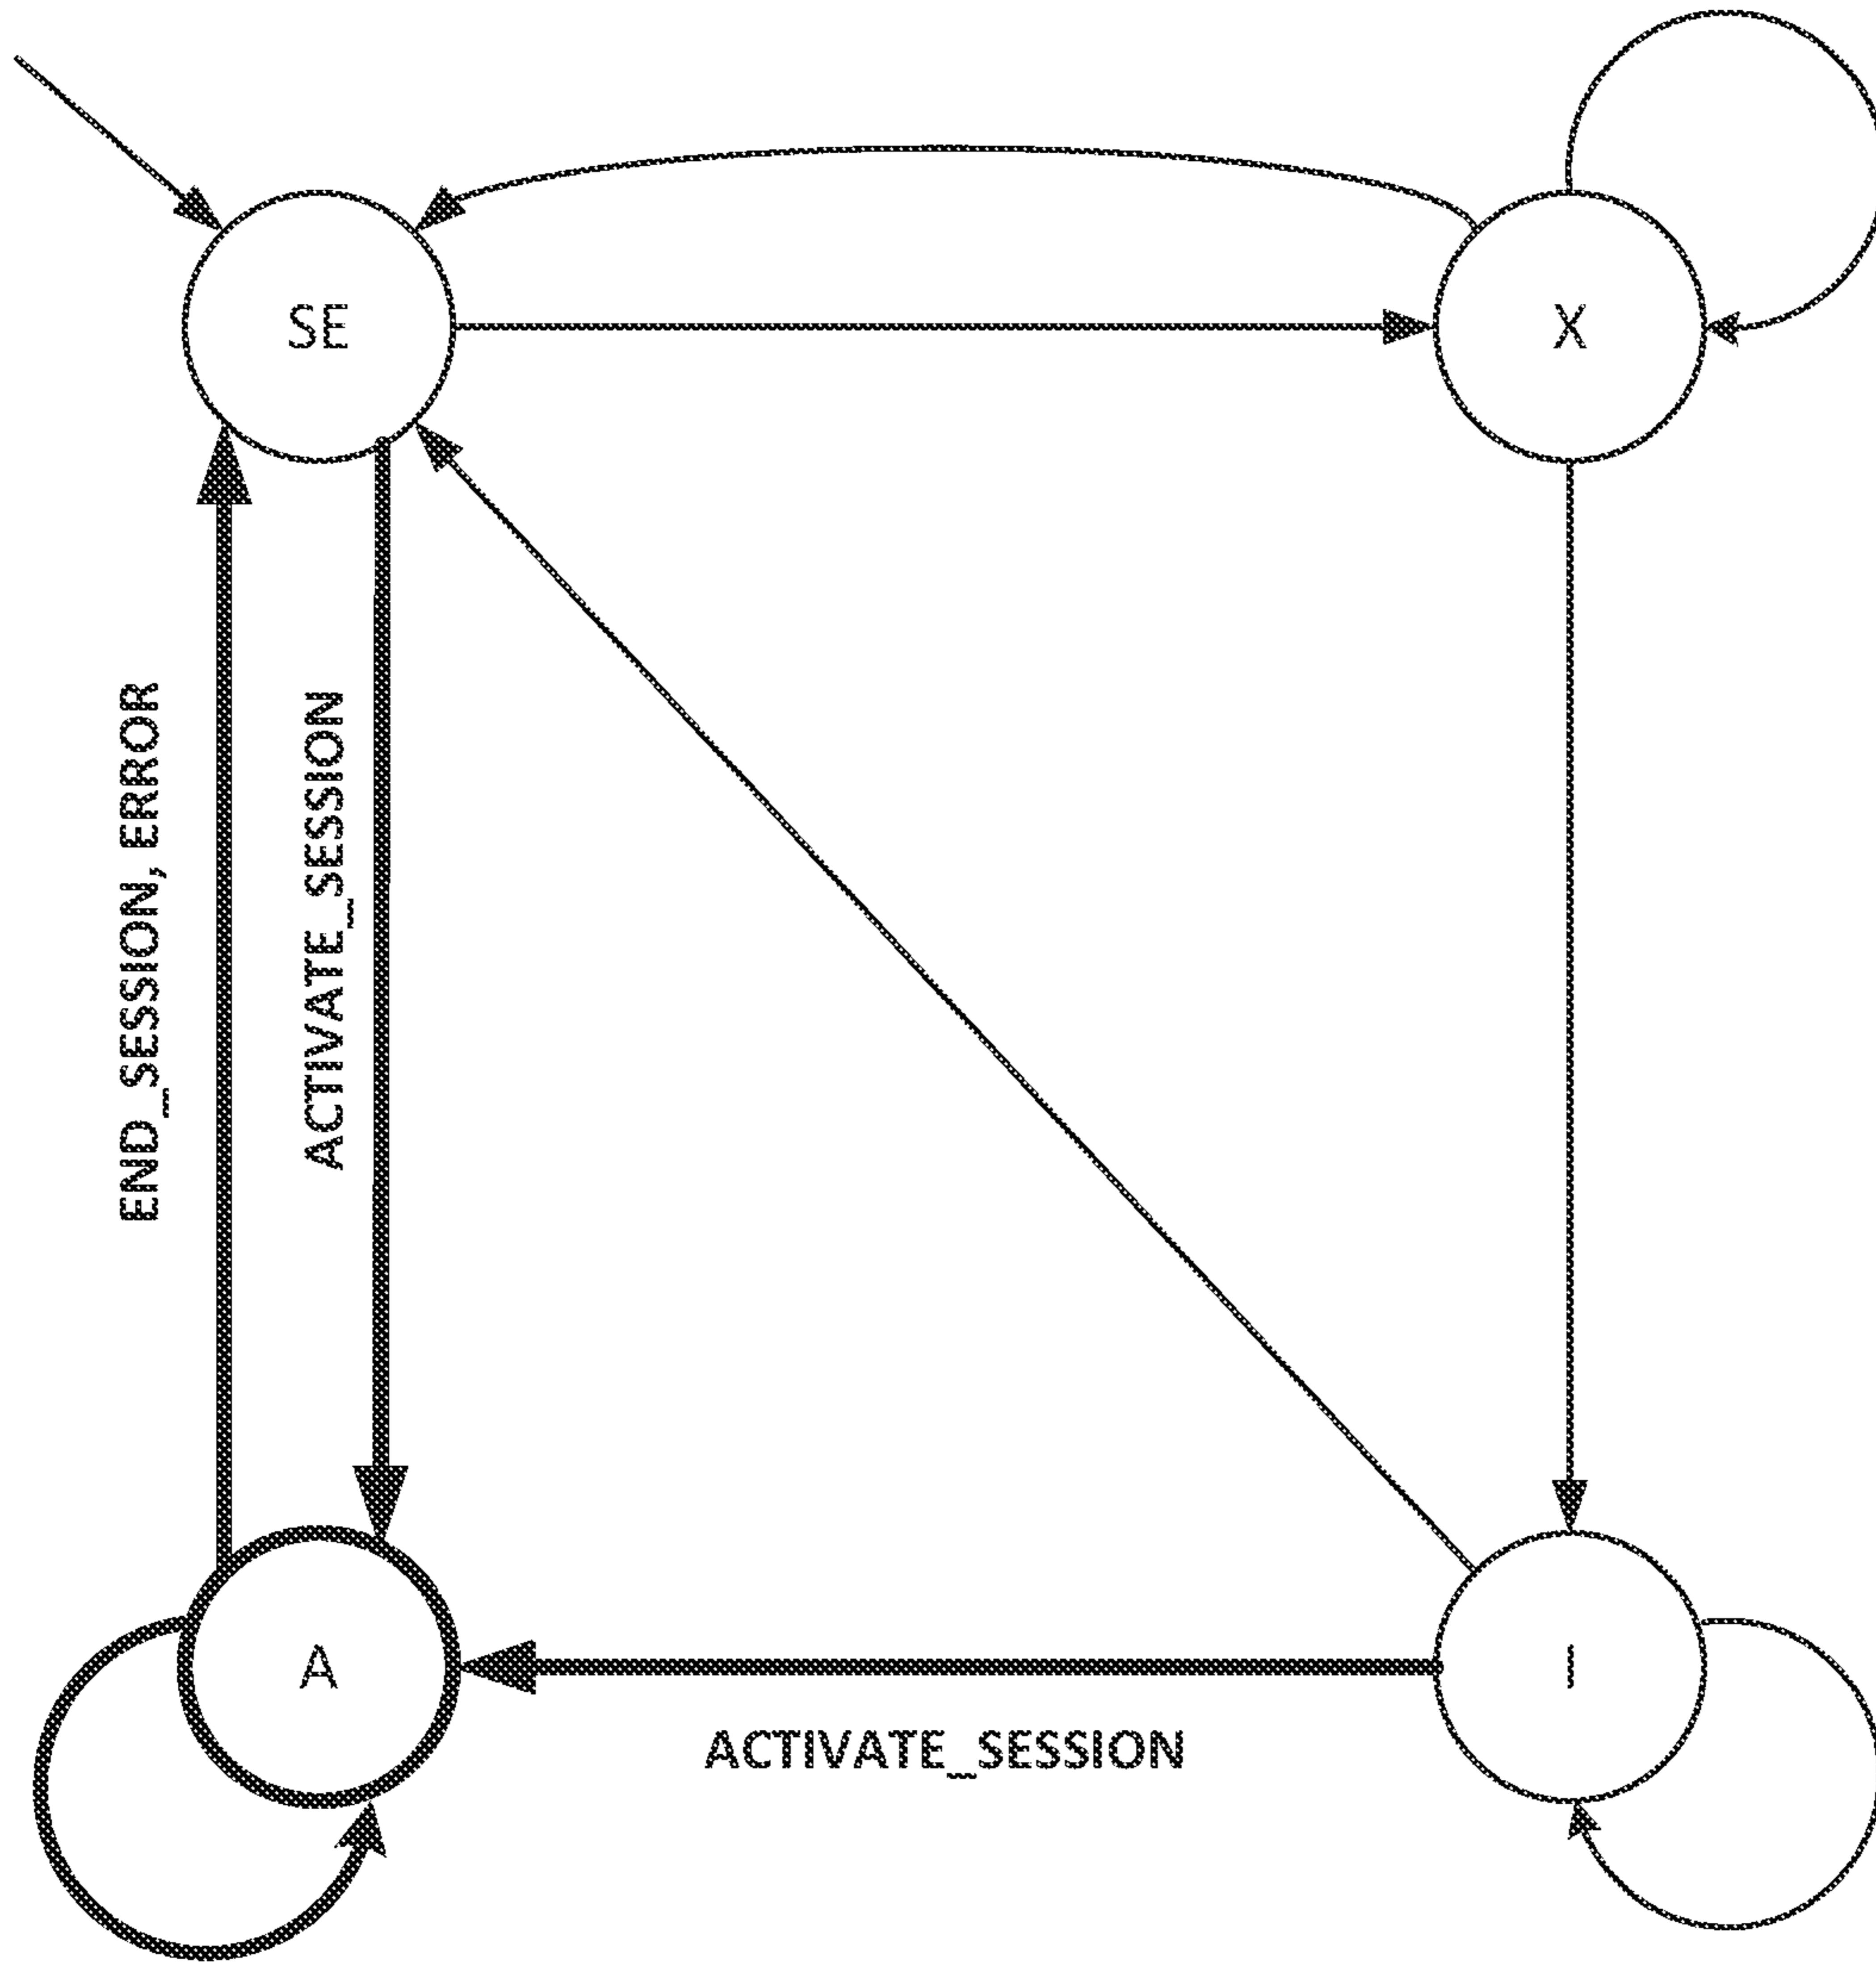 SE
X
END_SESSION, ERROR
ACTIVATE_SESSION
A
I
ACTIVATE_SESSION